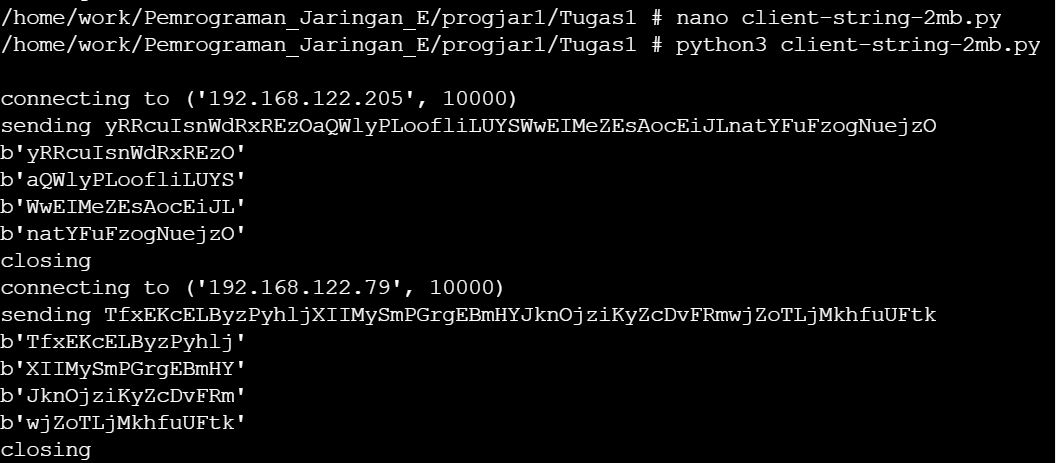 /home/work/Pemrograman_Jaringan_E/progjar1/Tugas1 # nano client-string-2mb.py
/home/work/Pemrograman_Jaringan_E/progjar1/Tugas1 # python3 client-string-2mb.py
connecting to ('192.168.122.205', 10000)
sending yRRcuIsnWdRxREzOaQWlyPLoofliLUYSWwEIMeZEsAocEiJLnatYFuFzogNuejzO
b'yRRcuIsnWdRxREzO'
b'aQWlyPLoofliLUYS'
b'WwEIMeZEsAocEiJL'
b'natYFuFzogNuejzO'
closing
connecting to ('192.168.122.79', 10000)
sending TfxEKcELByzPyhljXIIMySmPGrgEBmHYJknOjziKyZcDvFRmwjZoTLjMkhfuUFtk
b'TfxEKcELByzPyhlj'
b'XIIMySmPGrgEBmHY'
b'JknOjziKyZcDvFRm'
b'wjZoTLjMkhfuUFtk'
closing